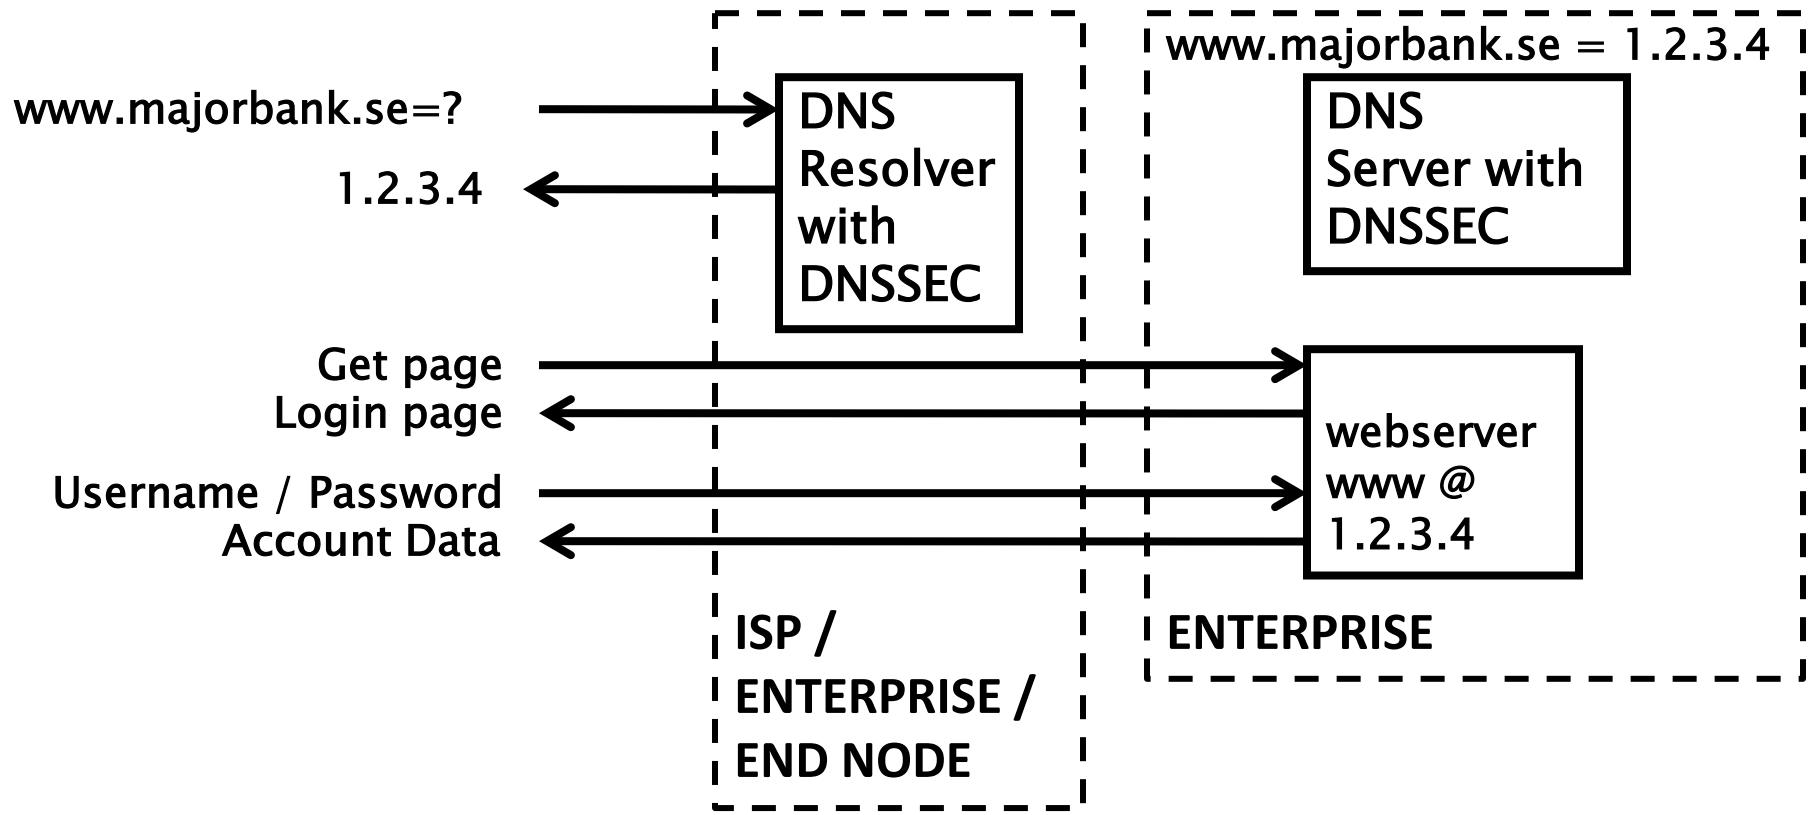 www.majorbank.se=?
1.2.3.4
DNS
Resolver
with
DNSSEC
www.majorbank.se = 1.2.3.4
DNS
Server with
DNSSEC
Get page
Login page
Username / Password
Account Data
webserver
www @
1.2.3.4
ISP /
ENTERPRISE /
END NODE
ENTERPRISE